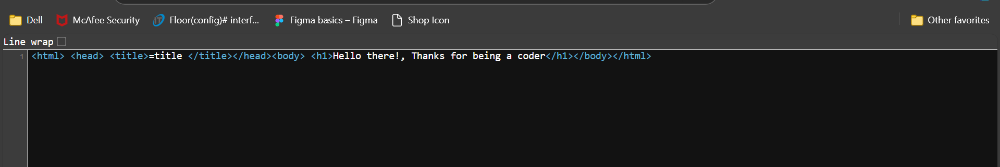 Dell McAfee Security Floor(config)# interf... Figma basics – Figma Shop Icon Other favorites
Line wrap
1 <html> <head> <title>=title </title></head><body> <h1>Hello there!, Thanks for being a coder</h1></body></html>